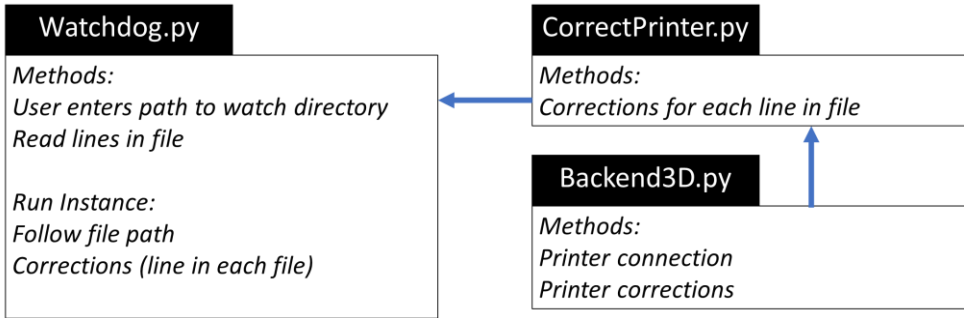 Watchdog.py
Methods:
User enters path to watch directory
Read lines in file
Run Instance:
Follow file path
Corrections (line in each file)
CorrectPrinter.py
Methods:
Corrections for each line in file
Backend3D.py
Methods:
Printer connection
Printer corrections